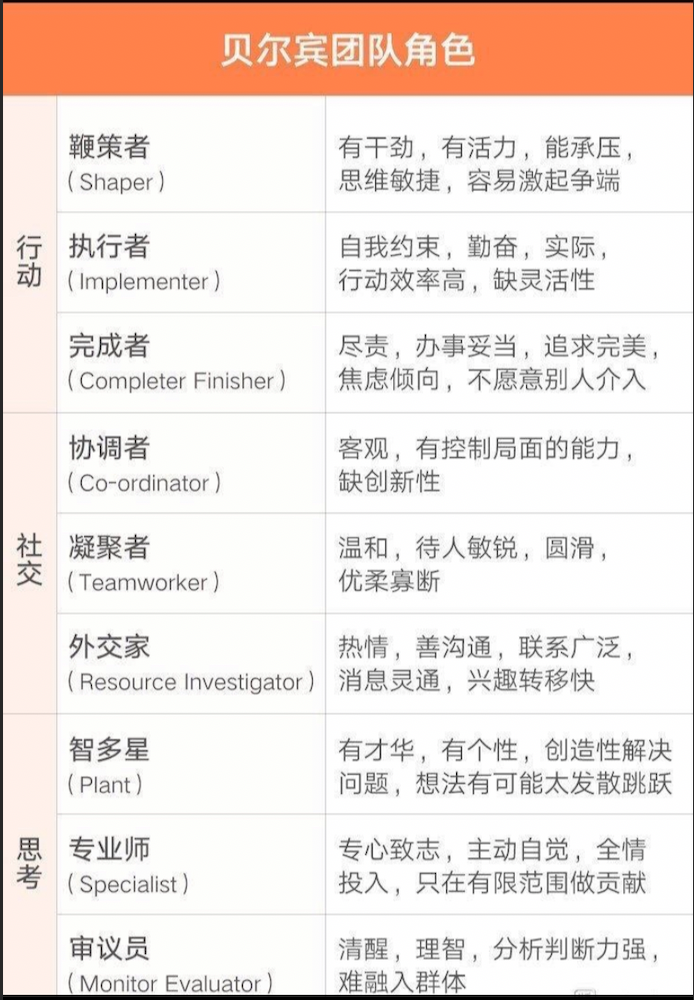 贝尔宾团队角色
行动
鞭策者
（Shaper）
有干劲，有活力，能承压，
思维敏捷，容易激起争端
执行者
（Implementer）
自我约束，勤奋，实际，
行动效率高，缺灵活性
完成者
（Completer Finisher）
尽责，办事妥当，追求完美，
焦虑倾向，不愿意别人介入
社交
协调者
（Co-ordinator）
客观，有控制局面的能力，
缺创新性
凝聚者
（Teamworker）
温和，待人敏锐，圆滑，
优柔寡断
外交家
（Resource Investigator）
热情，善沟通，联系广泛，
消息灵通，兴趣转移快
思考
智多星
（Plant）
有才华，有个性，创造性解决
问题，想法有可能太发散跳跃
专业师
（Specialist）
专心致志，主动自觉，全情
投入，只在有限范围做贡献
审议员
（Monitor Evaluator）
清醒，理智，分析判断力强，
难融入群体